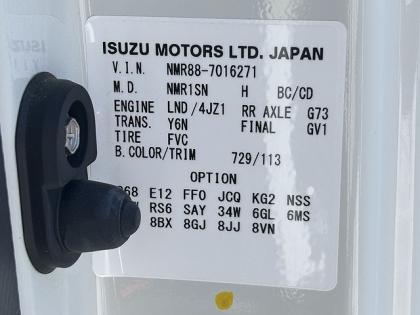 ISUZU MOTORS LTD. JAPAN
V.I.N. NMR88-7016271
M.D. NMR1SN H BC/CD
ENGINE LND/4JZ1 RR AXLE G73
TRANS. Y6N FINAL GV1
TIRE FVC
B.COLOR/TRIM 729/113
OPTION
E12 FF0 JCQ KG2 NSS
RS6 SAY 34W 6GL 6MS
8BX 8GJ 8JJ 8VN